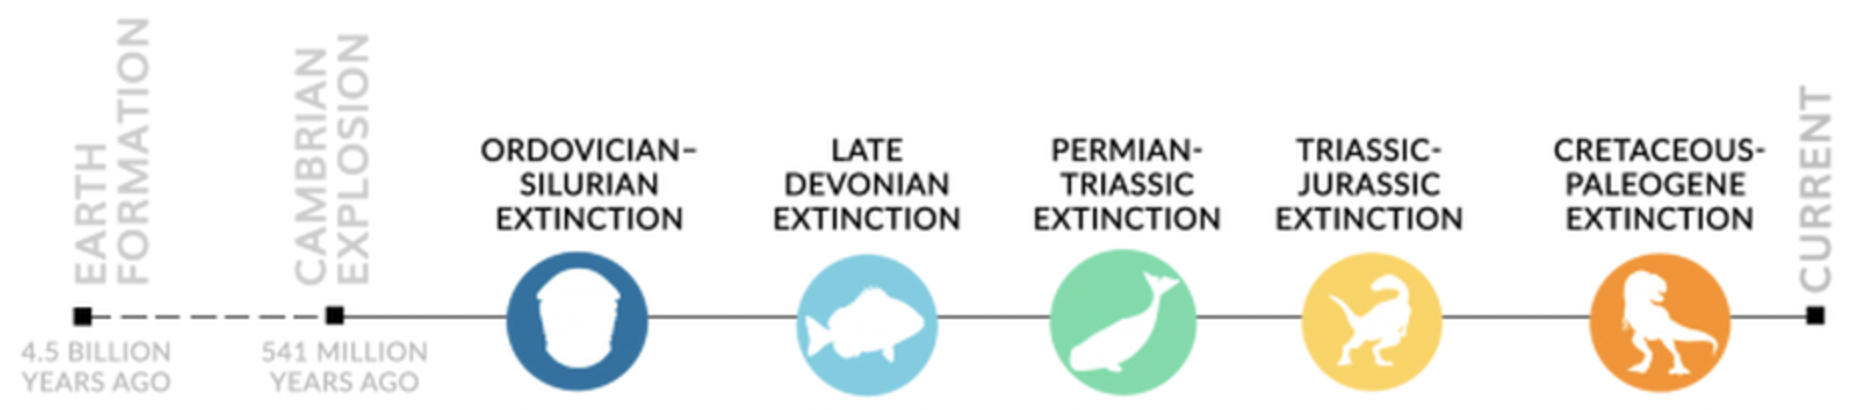 EARTH
FORMATION
4.5 BILLION
YEARS AGO
CAMBRIAN
EXPLOSION
541 MILLION
YEARS AGO
ORDOVICIAN–
SILURIAN
EXTINCTION
LATE
DEVONIAN
EXTINCTION
PERMIAN-
TRIASSIC
EXTINCTION
TRIASSIC-
JURASSIC
EXTINCTION
CRETACEOUS-
PALEOGENE
EXTINCTION
CURRENT